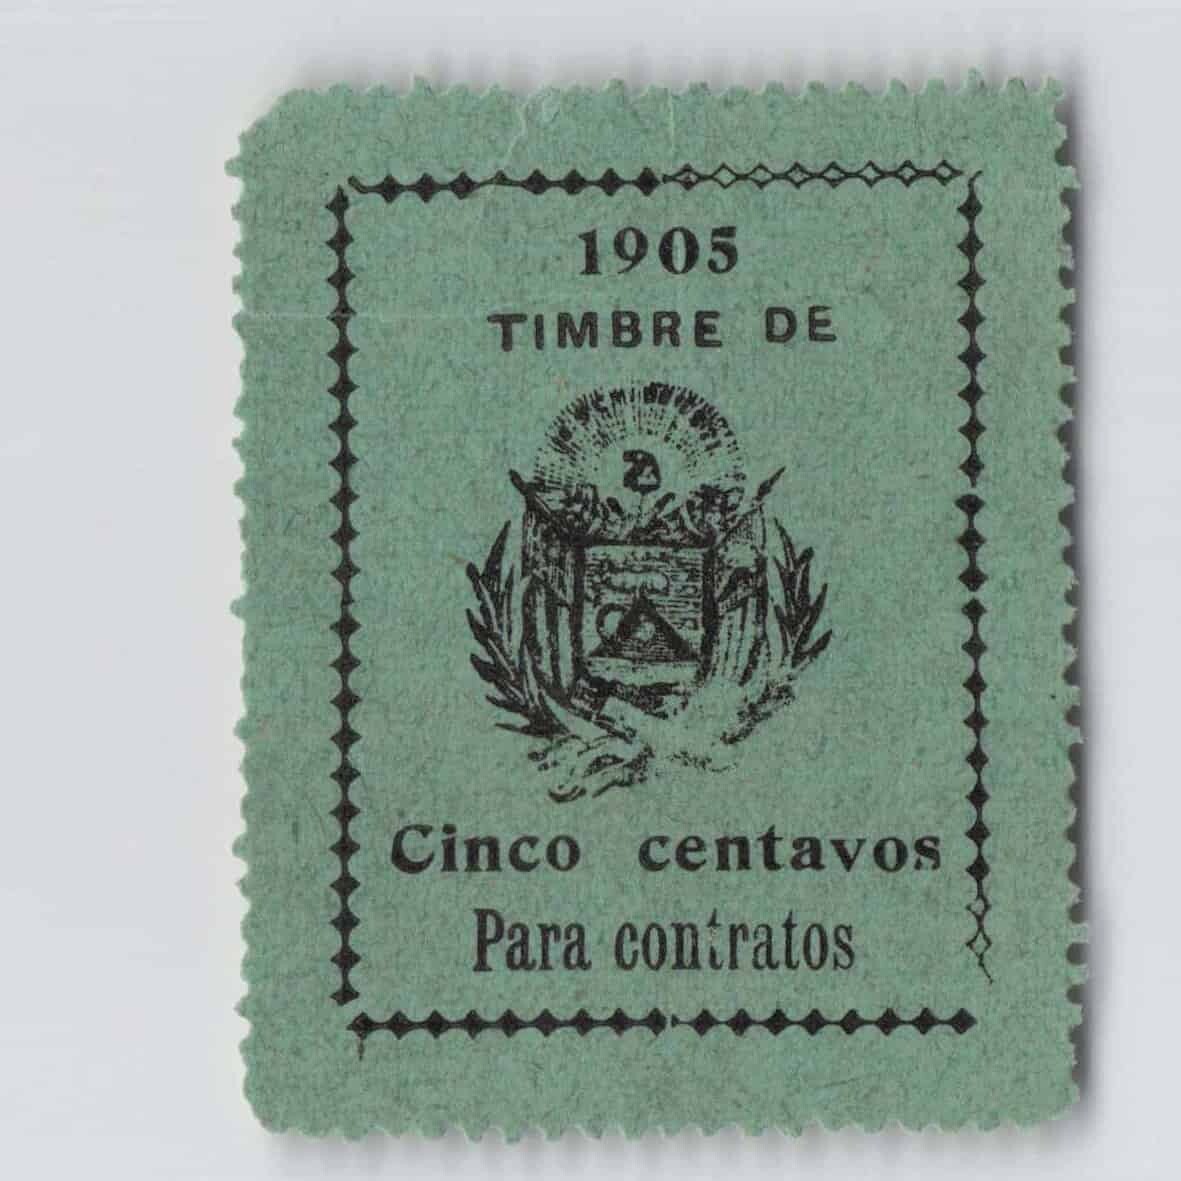 1905
TIMBRE DE
Cinco centavos
Para contratos